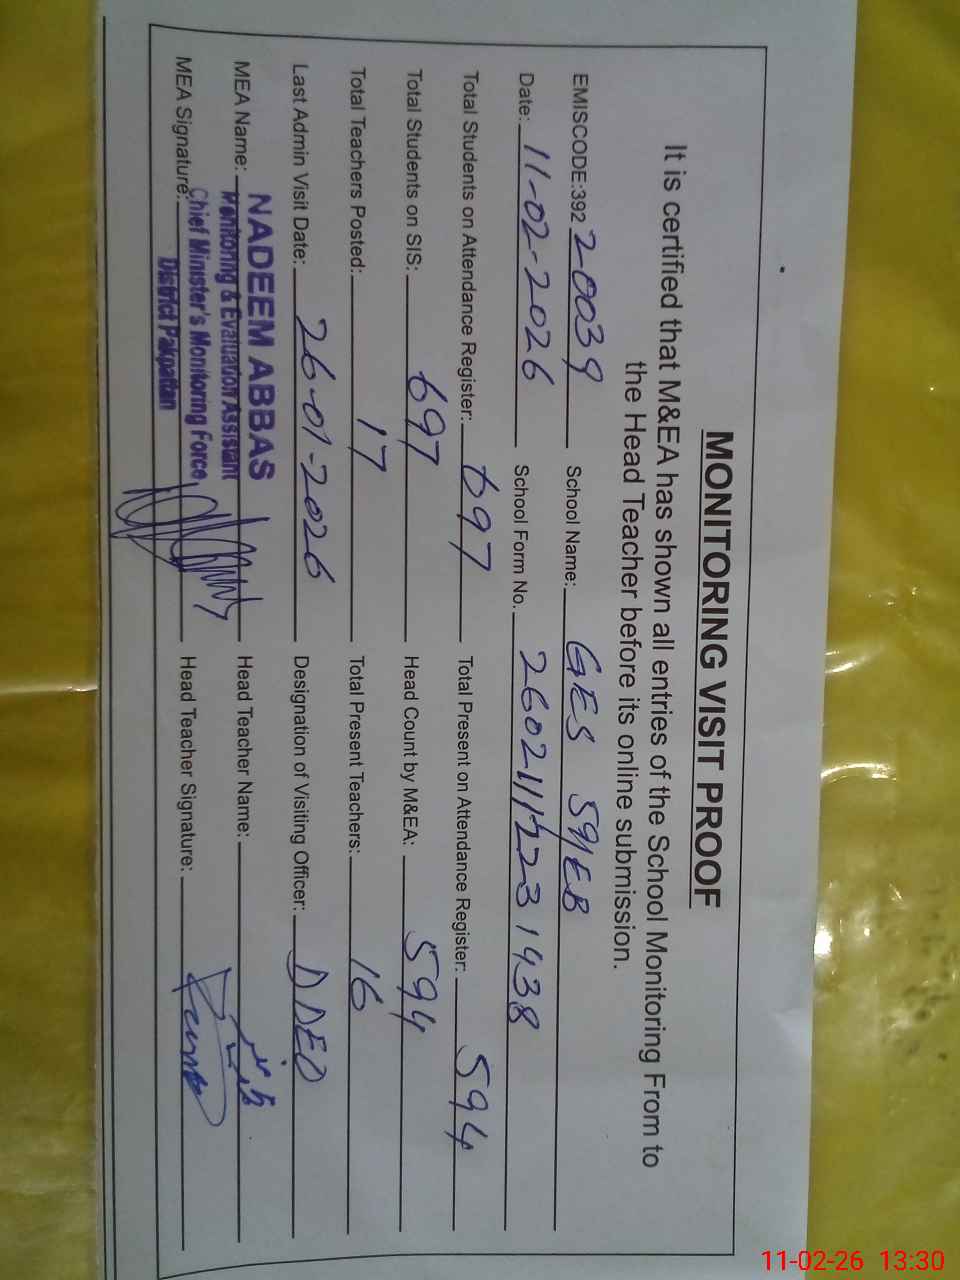 MONITORING VISIT PROOF
It is certified that M&EA has shown all entries of the School Monitoring From to
the Head Teacher before its online submission.
EMISCODE:39220039 School Name: GES 59/EB
Date: 11-02-2026 School Form No. 26021112231438
Total Students on Attendance Register: 697 Total Present on Attendance Register: 594
Total Students on SIS: 697 Head Count by M&EA: 594
Total Teachers Posted: 17 Total Present Teachers: 16
Last Admin Visit Date: 26-01-2026 Designation of Visiting Officer: DDEO
NADEEM ABBAS
MEA Name: Monitoring & Evaluation Assistant Head Teacher Name:
Chief Minister's Monitoring Force
MEA Signature: Head Teacher Signature:
District Pakpattan
11-02-26 13:30